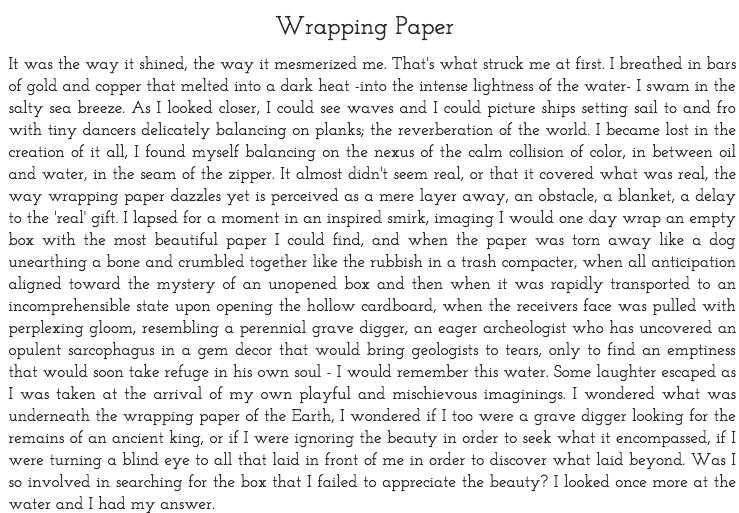 Wrapping Paper
It was the way it shined, the way it mesmerized me. That's what struck me at first. I breathed in bars
of gold and copper that melted into a dark heat -into the intense lightness of the water- I swam in the
salty sea breeze. As I looked closer, I could see waves and I could picture ships setting sail to and fro
with tiny dancers delicately balancing on planks; the reverberation of the world. I became lost in the
creation of it all, I found myself balancing on the nexus of the calm collision of color, in between oil
and water, in the seam of the zipper. It almost didn't seem real, or that it covered what was real, the
way wrapping paper dazzles yet is perceived as a mere layer away, an obstacle, a blanket, a delay
to the 'real' gift. I lapsed for a moment in an inspired smirk, imaging I would one day wrap an empty
box with the most beautiful paper I could find, and when the paper was torn away like a dog
unearthing a bone and crumbled together like the rubbish in a trash compacter, when all anticipation
aligned toward the mystery of an unopened box and then when it was rapidly transported to an
incomprehensible state upon opening the hollow cardboard, when the receivers face was pulled with
perplexing gloom, resembling a perennial grave digger, an eager archeologist who has uncovered an
opulent sarcophagus in a gem decor that would bring geologists to tears, only to find an emptiness
that would soon take refuge in his own soul - I would remember this water. Some laughter escaped as
I was taken at the arrival of my own playful and mischievous imaginings. I wondered what was
underneath the wrapping paper of the Earth, I wondered if I too were a grave digger looking for the
remains of an ancient king, or if I were ignoring the beauty in order to seek what it encompassed, if I
were turning a blind eye to all that laid in front of me in order to discover what laid beyond. Was I
so involved in searching for the box that I failed to appreciate the beauty? I looked once more at the
water and I had my answer.